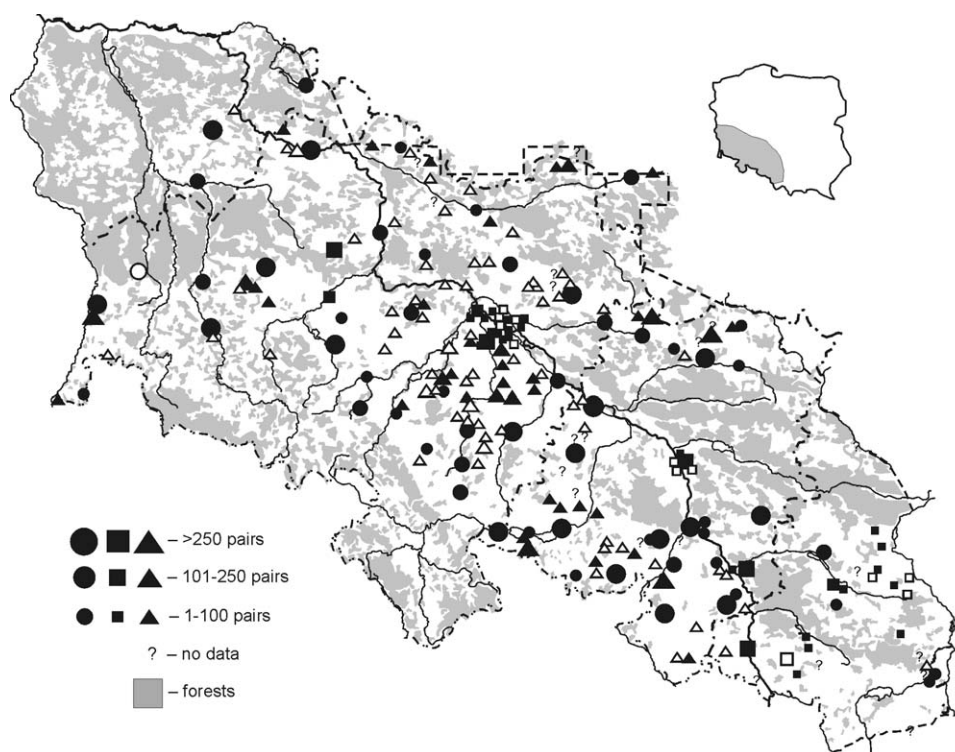 – >250 pairs
– 101-250 pairs
– 1-100 pairs
? – no data
– forests